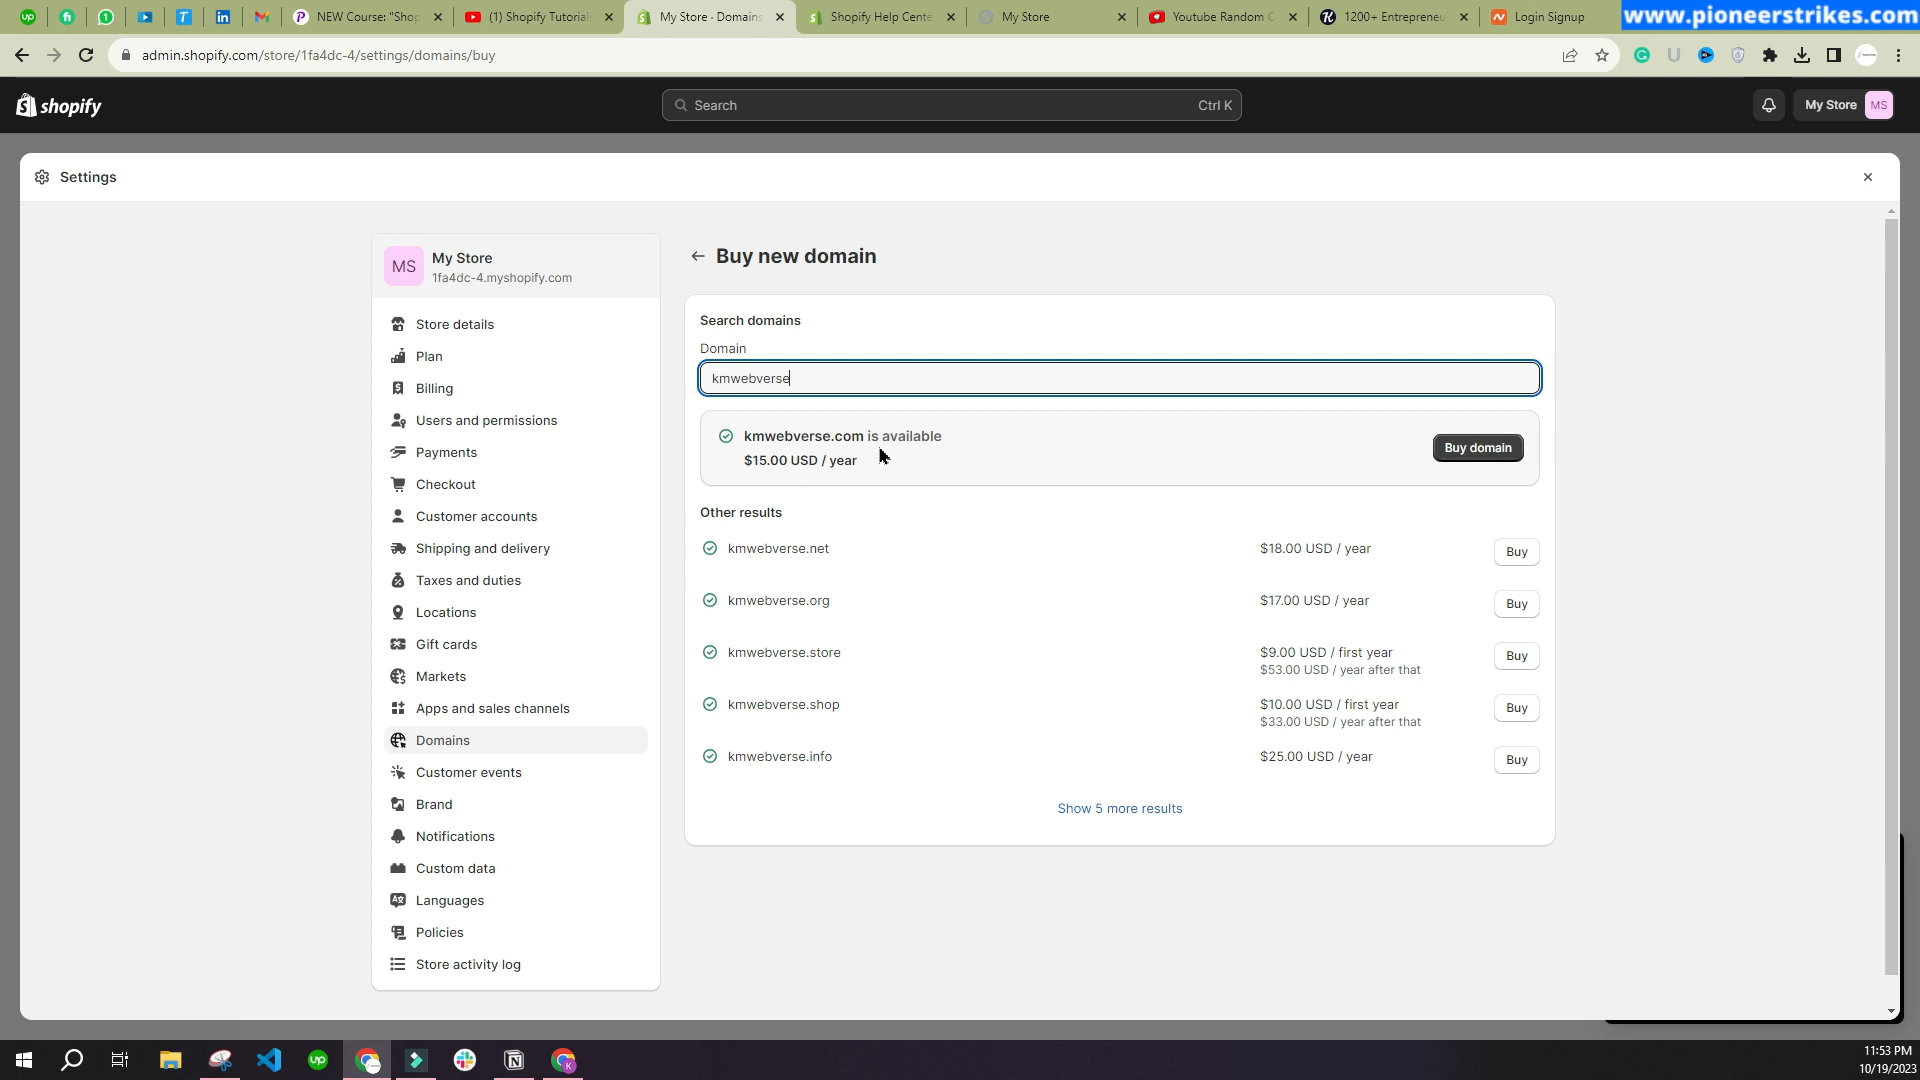 NEW Course: "Shop
(1) Shopify Tutorial
My Store · Domains
Shopify Help Cente
My Store
Youtube Random C
1200+ Entrepreneu
Login Signup
www.pioneerstrikes.com
admin.shopify.com/store/1fa4dc-4/settings/domains/buy
shopify
Search
Ctrl K
My Store
MS
Settings
MS
My Store
1fa4dc-4.myshopify.com
Store details
Plan
Billing
Users and permissions
Payments
Checkout
Customer accounts
Shipping and delivery
Taxes and duties
Locations
Gift cards
Markets
Apps and sales channels
Domains
Customer events
Brand
Notifications
Custom data
Languages
Policies
Store activity log
Buy new domain
Search domains
Domain
kmwebverse
kmwebverse.com is available
$15.00 USD / year
Buy domain
Other results
kmwebverse.net
$18.00 USD / year
Buy
kmwebverse.org
$17.00 USD / year
Buy
kmwebverse.store
$9.00 USD / first year
$53.00 USD / year after that
Buy
kmwebverse.shop
$10.00 USD / first year
$33.00 USD / year after that
Buy
kmwebverse.info
$25.00 USD / year
Buy
Show 5 more results
11:53 PM
10/19/2023